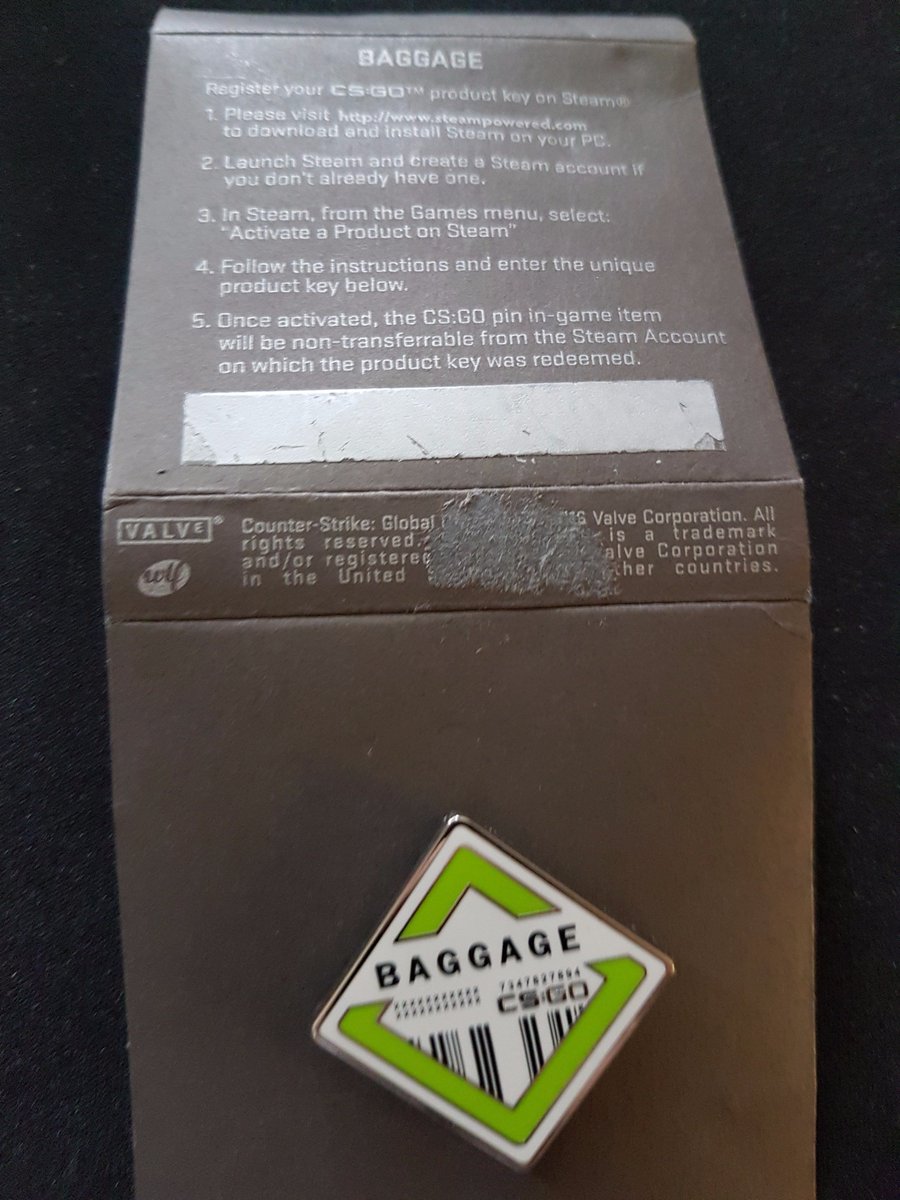 BAGGAGE
Register your CS:GO™ product key on Steam®
1. Please visit http://www.steampowered.com
to download and install Steam on your PC.
2. Launch Steam and create a Steam account if
you don't already have one.
3. In Steam, from the Games menu, select:
"Activate a Product on Steam"
4. Follow the instructions and enter the unique
product key below.
5. Once activated, the CS:GO pin in-game item
will be non-transferrable from the Steam Account
on which the product key was redeemed.
VALVE®
wlf
Counter-Strike: Global Valve Corporation. All
rights reserved. is a trademark
and/or Corporation
in the United countries.
BAGGAGE
7347627694
XXXXXXXXXXX
XXXXXXXXXXX
CS:GO